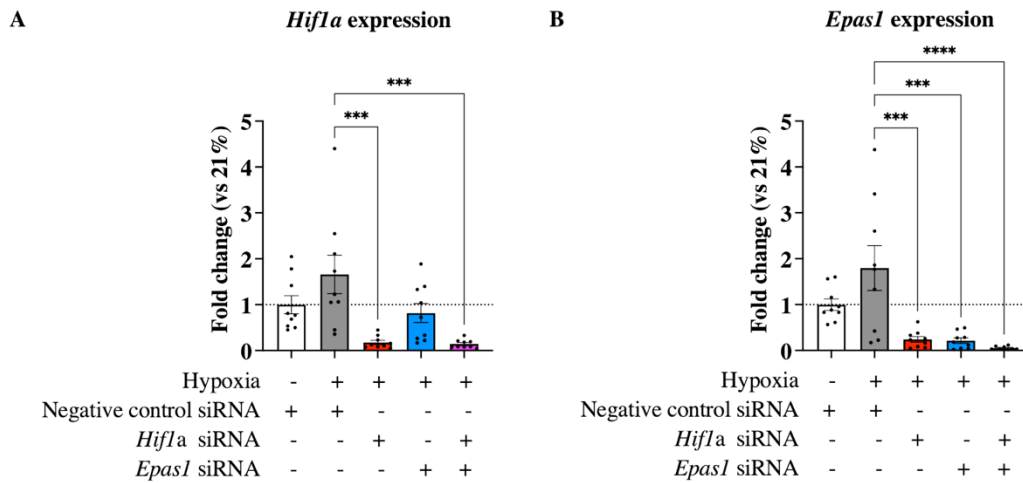 A
Hif1a expression
***
***
Fold change (vs 21%)
5
4
3
2
1
0
Hypoxia - + + + +
Negative control siRNA + + - - -
Hif1a siRNA - - + - +
Epas1 siRNA - - - + +
B
Epas1 expression
****
***
***
Fold change (vs 21%)
5
4
3
2
1
0
Hypoxia - + + + +
Negative control siRNA + + - - -
Hif1a siRNA - - + - +
Epas1 siRNA - - - + +